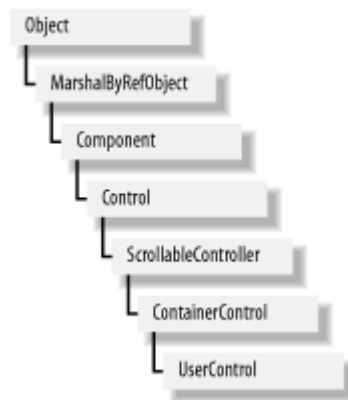 Object
MarshalByRefObject
Component
Control
ScrollableController
ContainerControl
UserControl